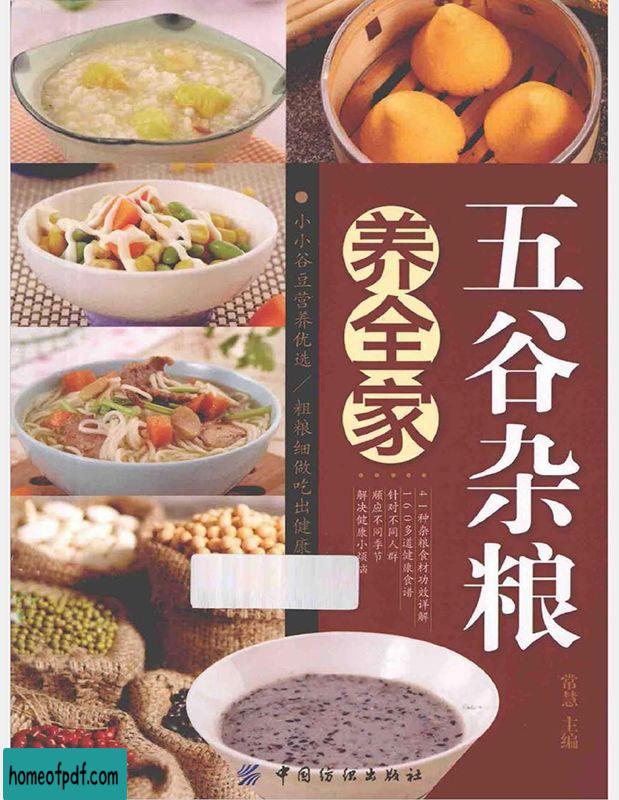 五谷杂粮
养全家
小小谷豆营养优选／粗粮细做吃出健康
41种杂粮食材功效详解
160多道健康食谱
针对不同人群
顺应不同季节
解决健康小烦恼
常慧 主编
中国纺织出版社
homeofpdf.com